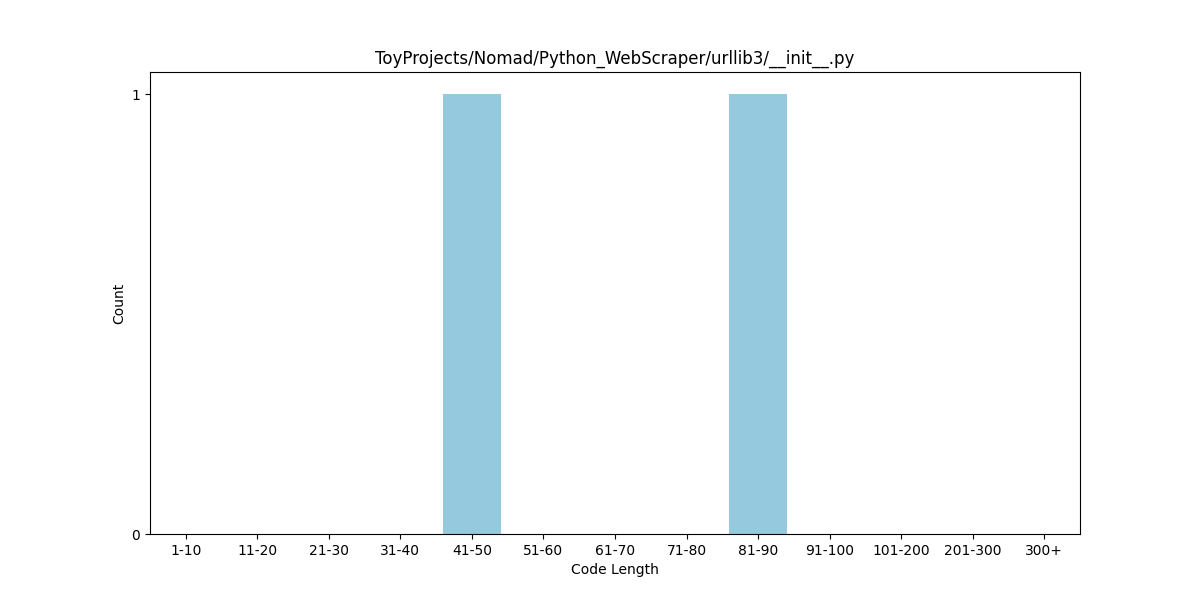 ToyProjects/Nomad/Python_WebScraper/urllib3/__init__.py
1
Count
0
1-10 11-20 21-30 31-40 41-50 51-60 61-70 71-80 81-90 91-100 101-200 201-300 300+
Code Length